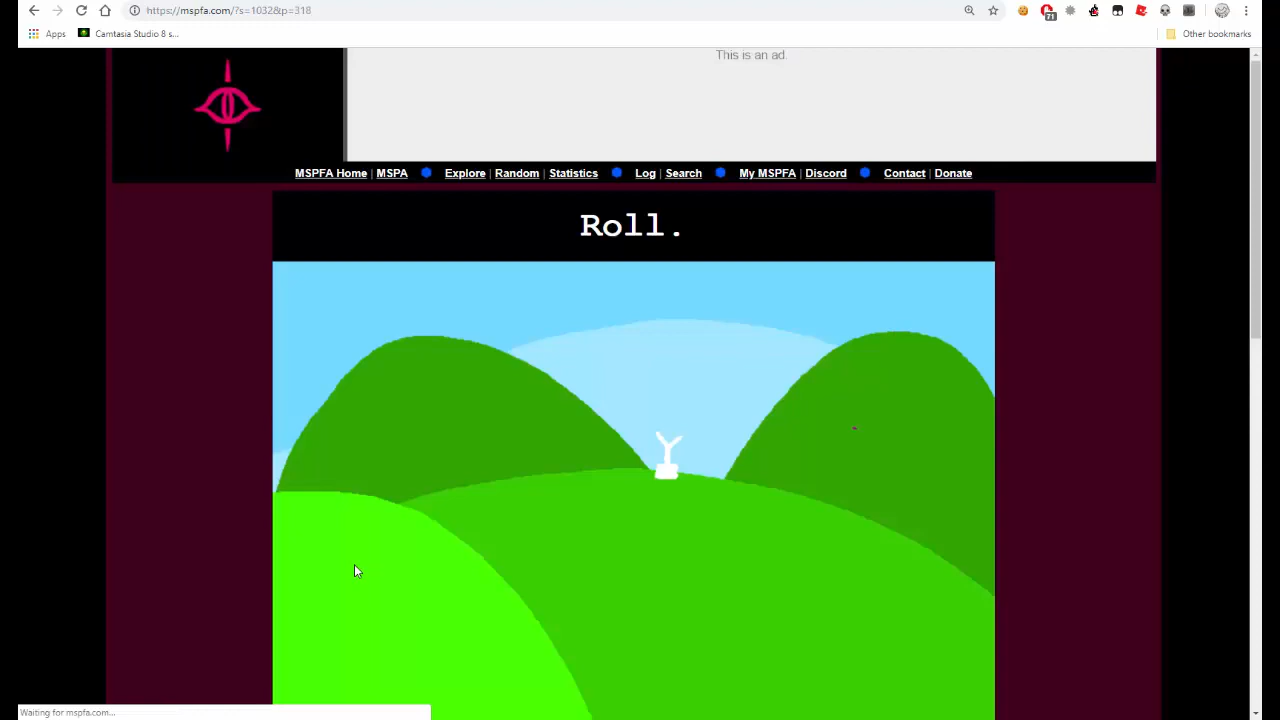 https://mspfa.com/?s=1032&p=318
71
Apps
Camtasia Studio 8 s...
Other bookmarks
This is an ad.
MSPFA Home | MSPA
Explore | Random | Statistics
Log | Search
My MSPFA | Discord
Contact | Donate
Roll.
Waiting for mspfa.com...